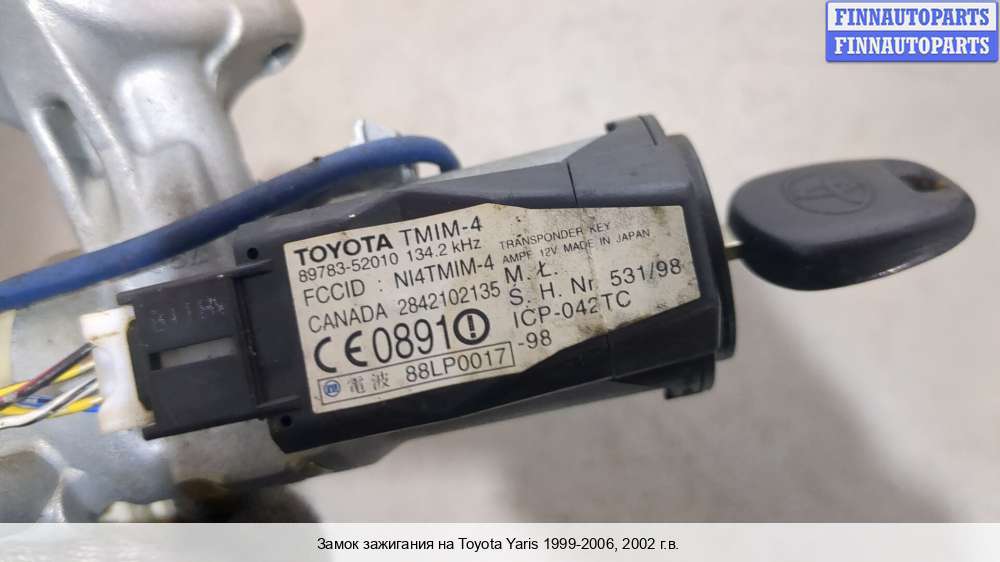 FINNAUTOPARTS
FINNAUTOPARTS
TOYOTA TMIM-4
89783-52010 134.2 kHz
FCCID : NI4TMIM-4
CANADA 2842102135
CE0891
電波 88LP0017
TRANSPONDER KEY
AMPF 12V MADE IN JAPAN
M. Ł.
S. H. Nr. 531/98
ICP-042TC
-98
Замок зажигания на Toyota Yaris 1999-2006, 2002 г.в.